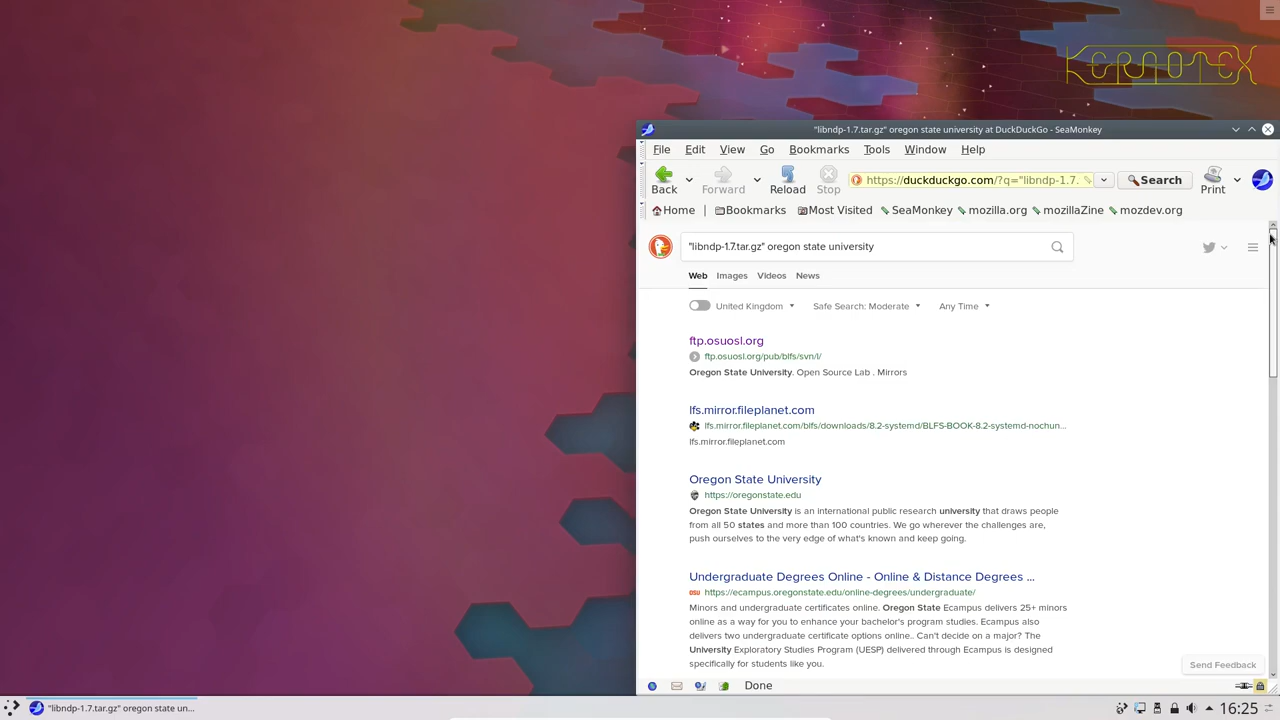 KERNOTEX
"libndp-1.7.tar.gz" oregon state university at DuckDuckGo - SeaMonkey
File Edit View Go Bookmarks Tools Window Help
Back Forward Reload Stop https://duckduckgo.com/?q="libndp-1.7. Search Print
Home Bookmarks Most Visited SeaMonkey mozilla.org mozillaZine mozdev.org
"libndp-1.7.tar.gz" oregon state university
Web Images Videos News
United Kingdom Safe Search: Moderate Any Time
ftp.osuosl.org
ftp.osuosl.org/pub/blfs/svn/l/
Oregon State University. Open Source Lab . Mirrors
lfs.mirror.fileplanet.com
lfs.mirror.fileplanet.com/blfs/downloads/8.2-systemd/BLFS-BOOK-8.2-systemd-nochun...
lfs.mirror.fileplanet.com
Oregon State University
https://oregonstate.edu
Oregon State University is an international public research university that draws people
from all 50 states and more than 100 countries. We go wherever the challenges are,
push ourselves to the very edge of what's known and keep going.
Undergraduate Degrees Online - Online & Distance Degrees ...
OSU https://ecampus.oregonstate.edu/online-degrees/undergraduate/
Minors and undergraduate certificates online. Oregon State Ecampus delivers 25+ minors
online as a way for you to enhance your bachelor's program studies. Ecampus also
delivers two undergraduate certificate options online.. Can't decide on a major? The
University Exploratory Studies Program (UESP) delivered through Ecampus is designed
specifically for students like you.
Send Feedback
Done
"libndp-1.7.tar.gz" oregon state un... 16:25